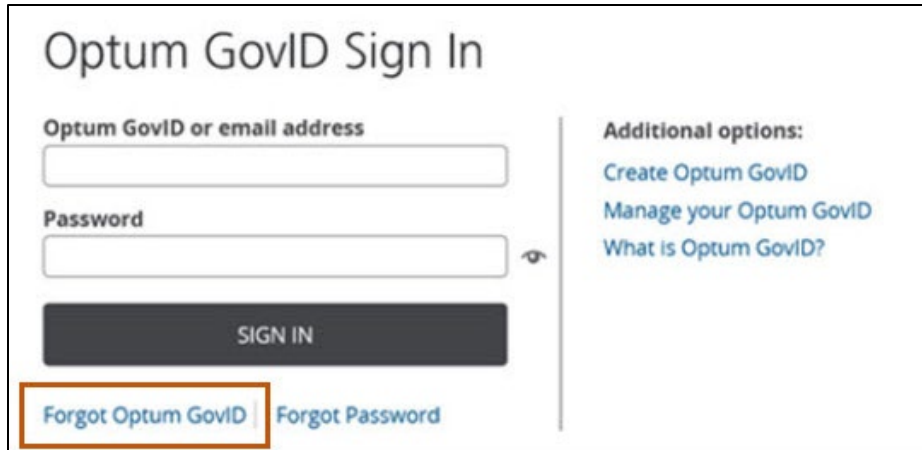 Optum GovID Sign In
Optum GovID or email address
Password
SIGN IN
Forgot Optum GovID
Forgot Password
Additional options:
Create Optum GovID
Manage your Optum GovID
What is Optum GovID?